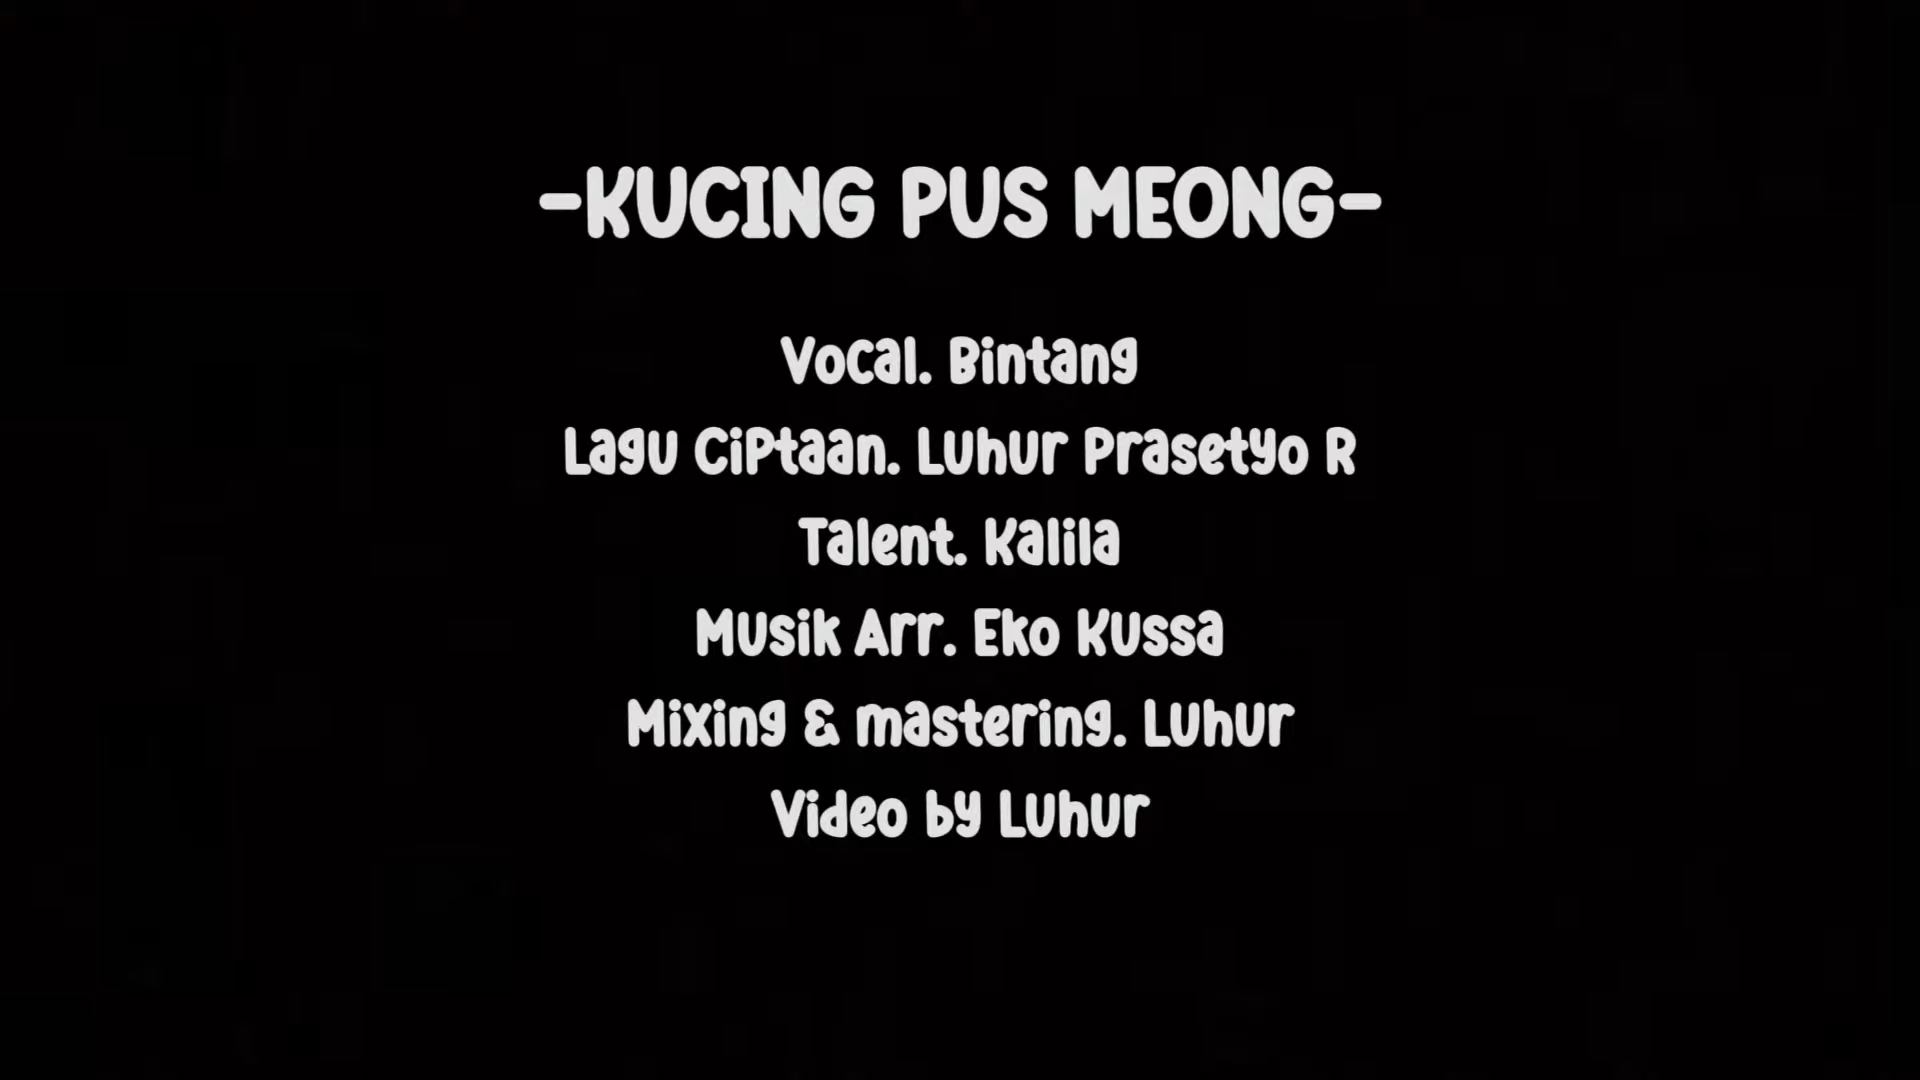 -KUCING PUS MEONG-
Vocal. Bintang
Lagu Ciptaan. Luhur Prasetyo R
Talent. Kalila
Musik Arr. Eko Kussa
Mixing & mastering. Luhur
Video by Luhur